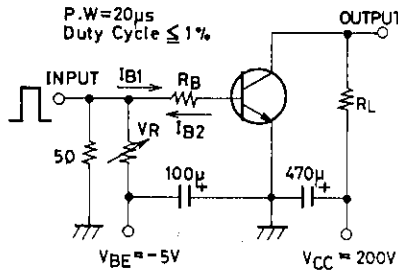 P.W=20μs
Duty Cycle ≦ 1%
OUTPUT
INPUT
IB1
RB
IB2
VR
RL
50
100μ
+
470μ
+
VBE=-5V
VCC=200V